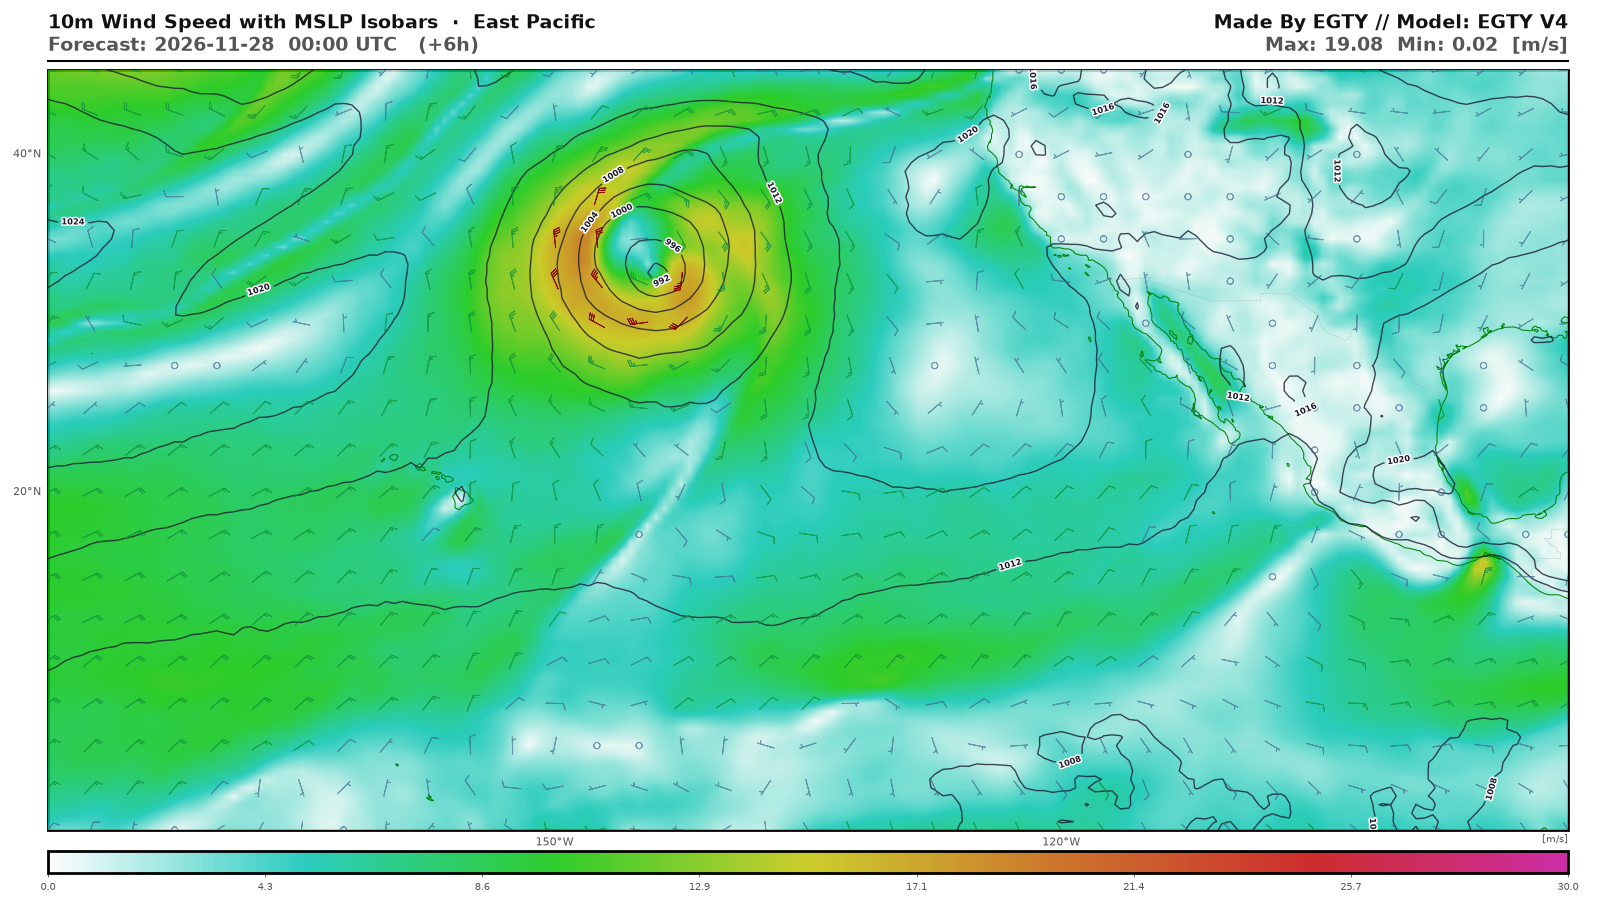 10m Wind Speed with MSLP Isobars · East Pacific
Made By EGTY // Model: EGTY V4
Forecast: 2026-11-28 00:00 UTC (+6h)
Max: 19.08 Min: 0.02 [m/s]
1016
1016
1016
1012
1020
40°N
1012
1008
1012
1004
1000
1024
996
992
1020
1012
1016
1020
20°N
1012
1008
1008
10
150°W
120°W
[m/s]
0.0 4.3 8.6 12.9 17.1 21.4 25.7 30.0